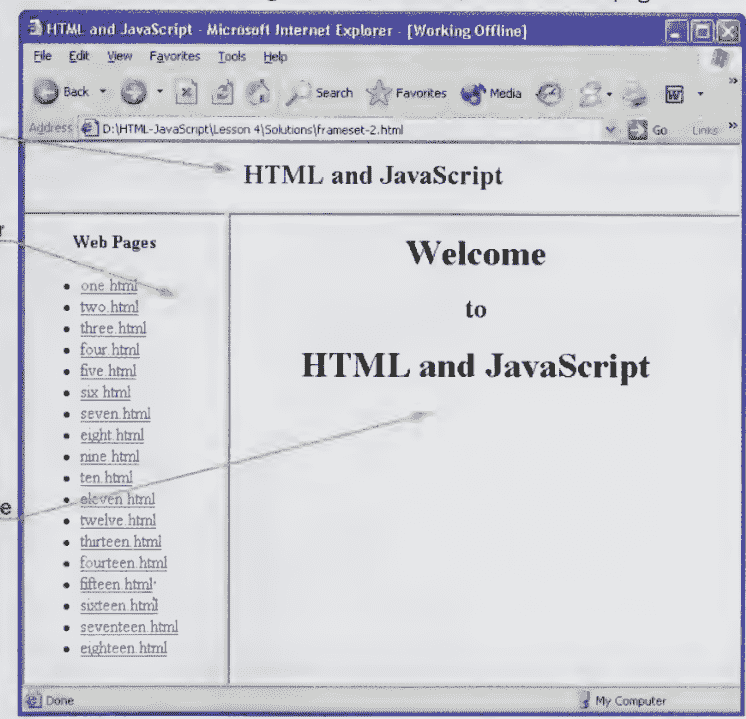 HTML and JavaScript - Microsoft Internet Explorer - [Working Offline]
File Edit View Favorites Tools Help
Back Search Favorites Media
Address D:\HTML-JavaScript\Lesson 4\Solutions\frameset-2.html Go Links »
HTML and JavaScript
Web Pages
one.html
two.html
three.html
four.html
five.html
six.html
seven.html
eight.html
nine.html
ten.html
eleven.html
twelve.html
thirteen.html
fourteen.html
fifteen.html
sixteen.html
seventeen.html
eighteen.html
Welcome
to
HTML and JavaScript
Done My Computer